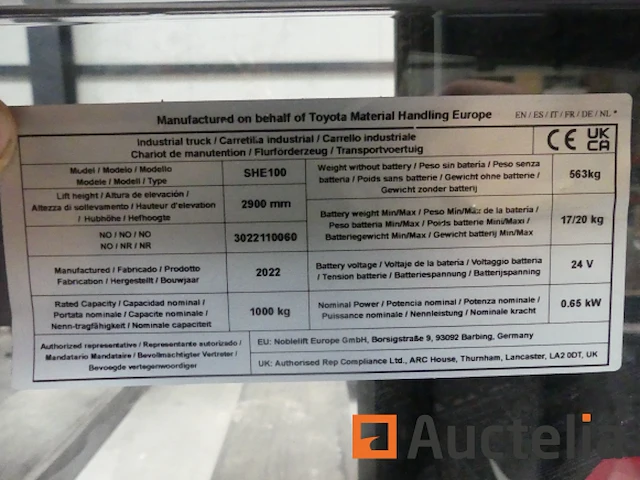 Manufactured on behalf of Toyota Material Handling Europe EN / ES / IT / FR / DE / NL *
Industrial truck / Carretilla industrial / Carrello industriale
Chariot de manutention / Flurförderzeug / Transportvoertuig
CE UK CA
Model / Modelo / Modello
Modele / Modell / Type
SHE100
Lift height / Altura de elevación /
Altezza di sollevamento / Hauteur d'elevation
/ Hubhöhe / Hefhoogte
2900 mm
NO / NO / NO
NO / NR / NR
3022110060
Manufactured / Fabricado / Prodotto
Fabrication / Hergestellt / Bouwjaar
2022
Rated Capacity / Capacidad nominal /
Portata nominale / Capacite nominale /
Nenn-tragfähigkeit / Nominale capaciteit
1000 kg
Weight without battery / Peso sin bateria / Peso senza
batteria / Poids sans batterie / Gewicht ohne batterie /
Gewicht zonder batterij
563kg
Battery weight Min/Max / Peso Min/Max de la bateria /
Peso batteria Min/Max / Poids batterie Mini/Maxi /
Batteriegewicht Min/Max / Gewicht batterij Min/Max
17/20 kg
Battery voltage / Voltaje de la bateria / Voltaggio batteria
/ Tension batterie / Batteriespannung / Batterijspanning
24 V
Nominal Power / Potencia nominal / Potenza nominale /
Puissance nominale / Nennleistung / Nominale kracht
0.65 kW
Authorized representative / Representante autorizado /
Mandatario Mandataire / Bevollmächtigter Vertreter /
Bevoegde vertegenwoordiger
EU: Noblelift Europe GmbH, Borsigstraße 9, 93092 Barbing, Germany
UK: Authorised Rep Compliance Ltd., ARC House, Thurnham, Lancaster, LA2 0DT, UK
Auctelia